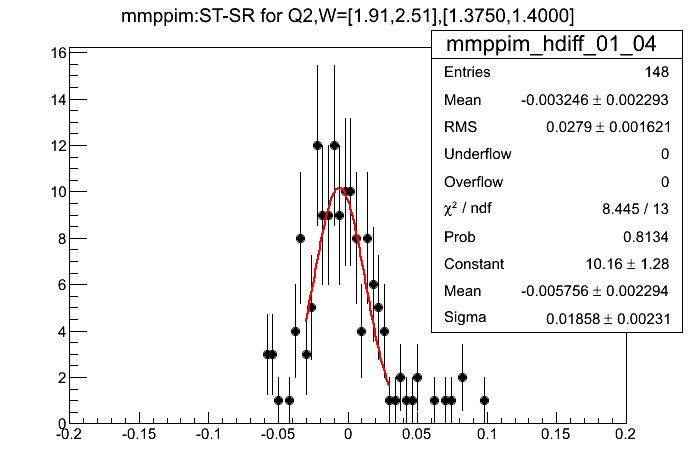 mmppim:ST-SR for Q2,W=[1.91,2.51],[1.3750,1.4000]
mmppim_hdiff_01_04
Entries 148
Mean -0.003246 ± 0.002293
RMS 0.0279 ± 0.001621
Underflow 0
Overflow 0
χ² / ndf 8.445 / 13
Prob 0.8134
Constant 10.16 ± 1.28
Mean -0.005756 ± 0.002294
Sigma 0.01858 ± 0.00231
16
14
12
10
8
6
4
2
0
-0.2 -0.15 -0.1 -0.05 0 0.05 0.1 0.15 0.2